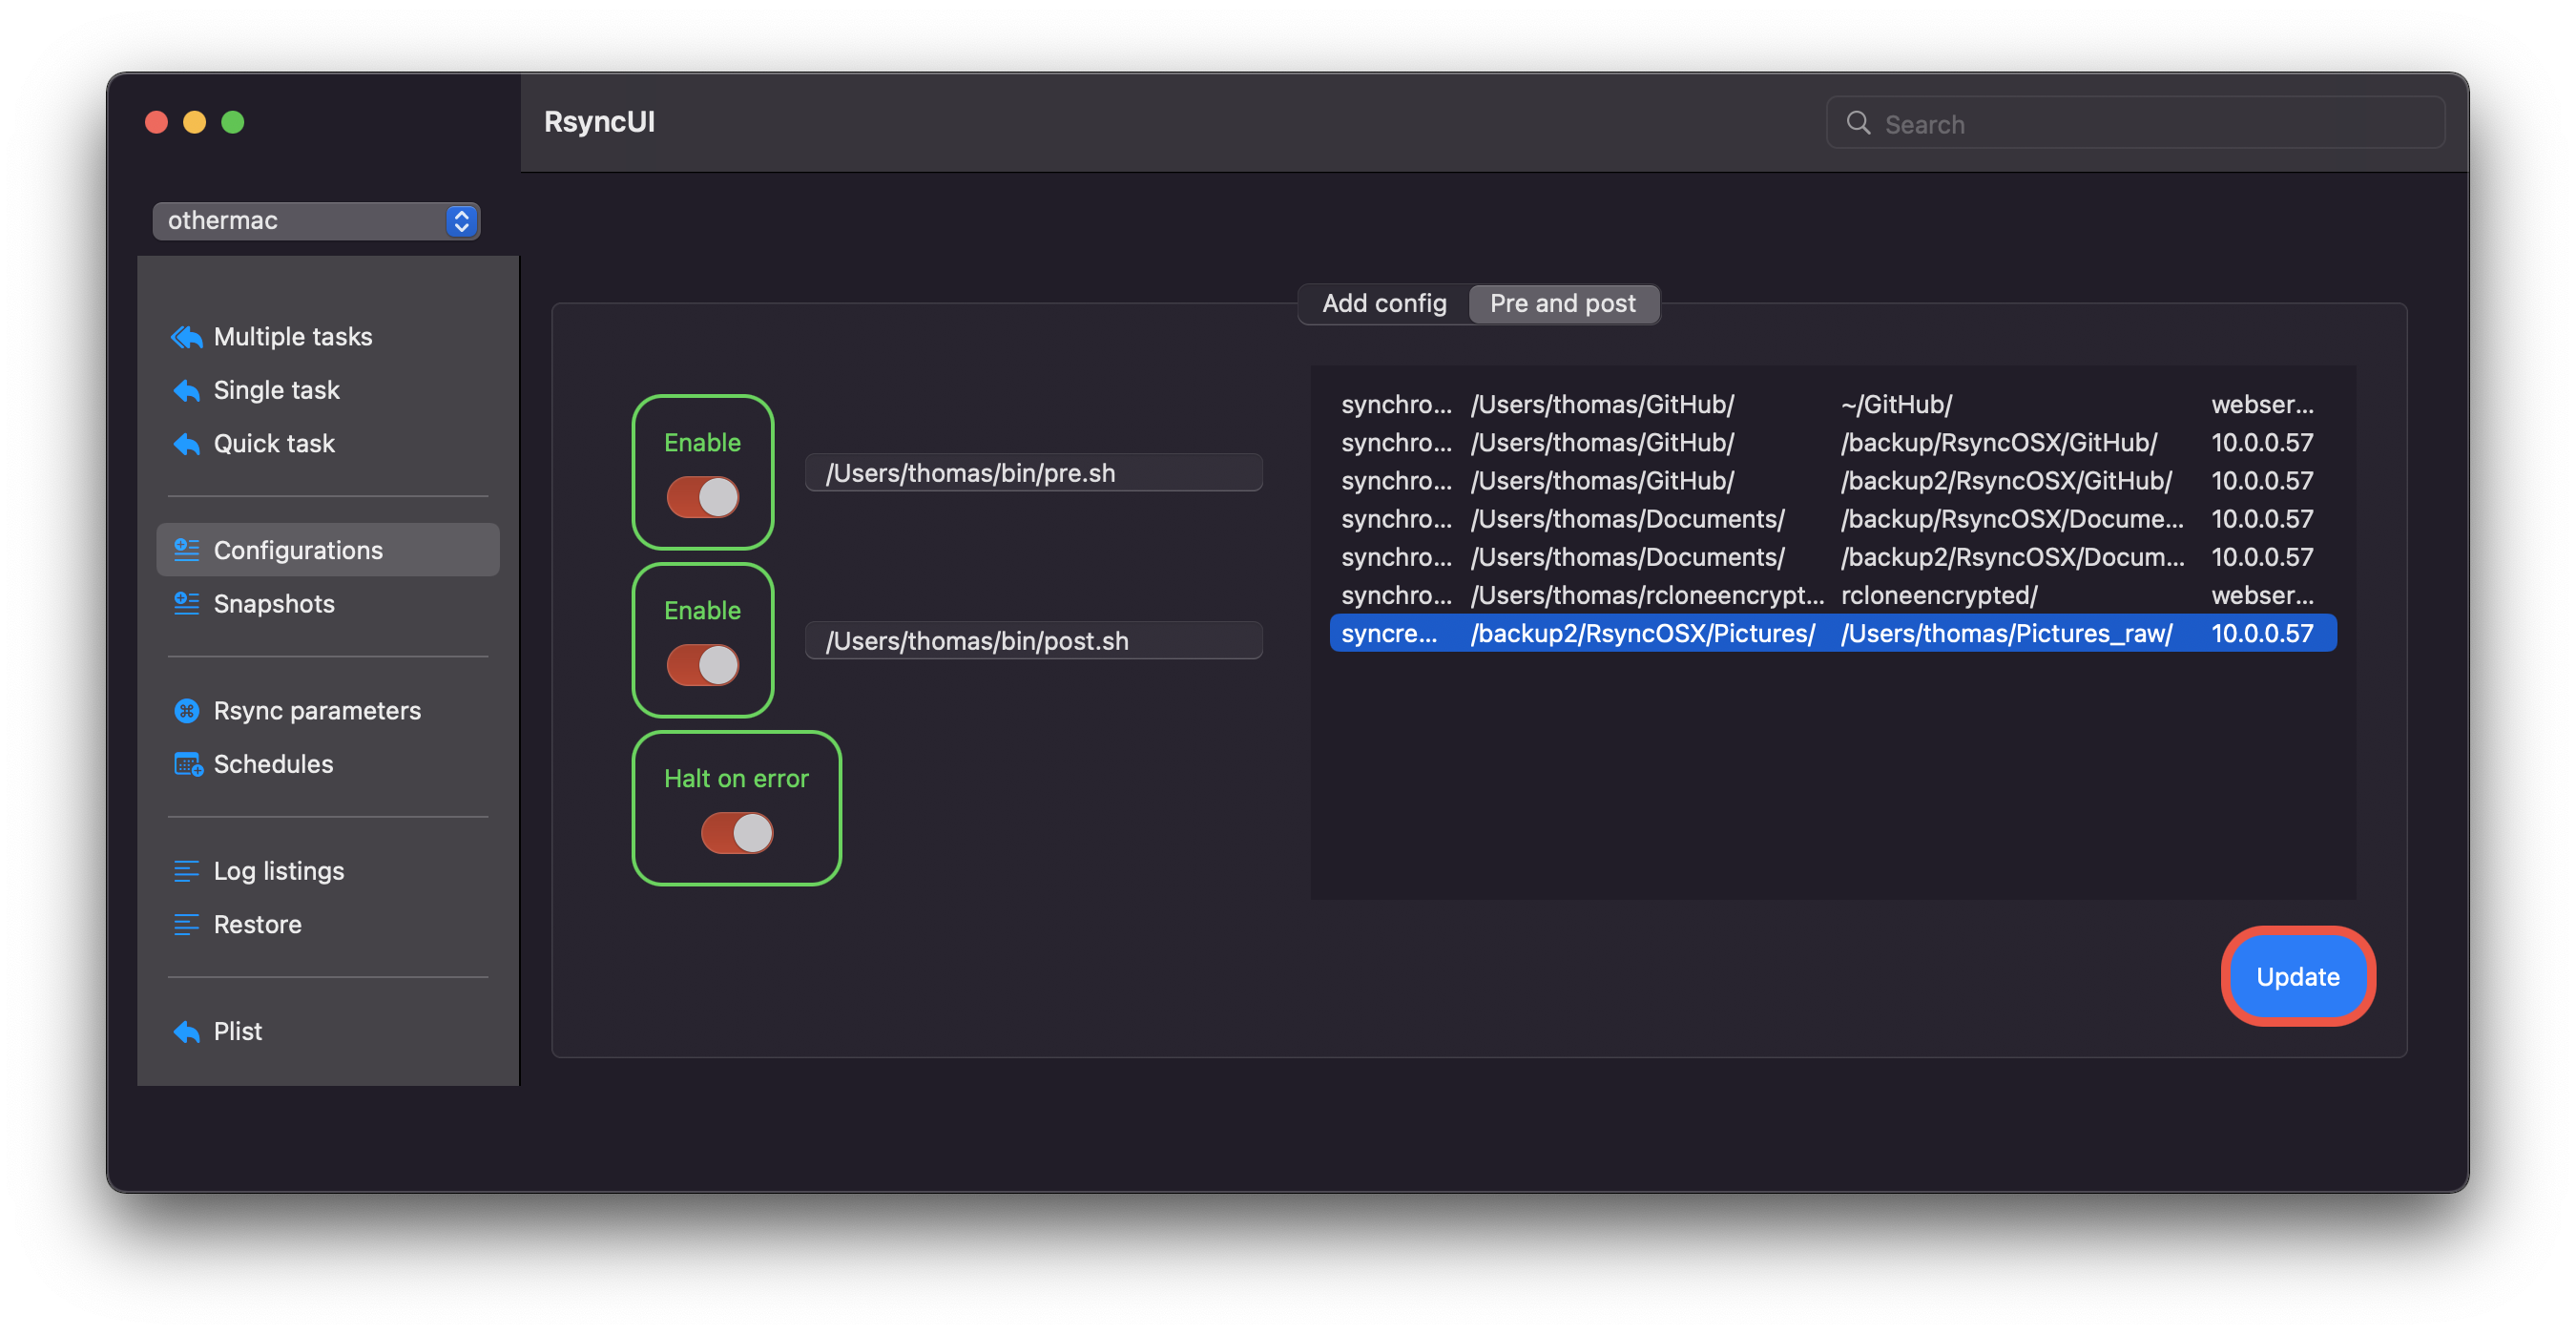 RsyncUI
Search
othermac
Multiple tasks
Single task
Quick task
Configurations
Snapshots
Rsync parameters
Schedules
Log listings
Restore
Plist
Add config Pre and post
Enable
/Users/thomas/bin/pre.sh
Enable
/Users/thomas/bin/post.sh
Halt on error
synchro... /Users/thomas/GitHub/ ~/GitHub/ webser...
synchro... /Users/thomas/GitHub/ /backup/RsyncOSX/GitHub/ 10.0.0.57
synchro... /Users/thomas/GitHub/ /backup2/RsyncOSX/GitHub/ 10.0.0.57
synchro... /Users/thomas/Documents/ /backup/RsyncOSX/Docume... 10.0.0.57
synchro... /Users/thomas/Documents/ /backup2/RsyncOSX/Docum... 10.0.0.57
synchro... /Users/thomas/rcloneencrypt... rcloneencrypted/ webser...
syncre... /backup2/RsyncOSX/Pictures/ /Users/thomas/Pictures_raw/ 10.0.0.57
Update